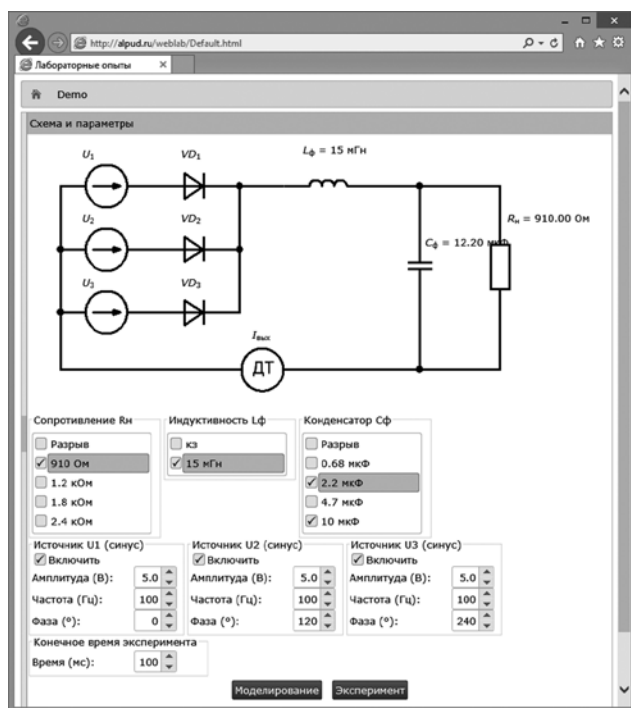 http://alpud.ru/weblab/Default.html
Лабораторные опыты
Demo
Схема и параметры
U1
VD1
Lф = 15 мГн
U2
VD2
Rн = 910.00 Ом
Cф = 12.20 мкФ
U3
VD3
Iвых
ДТ
Сопротивление Rн
Разрыв
910 Ом
1.2 кОм
1.8 кОм
2.4 кОм
Индуктивность Lф
кз
15 мГн
Конденсатор Cф
Разрыв
0.68 мкФ
2.2 мкФ
4.7 мкФ
10 мкФ
Источник U1 (синус)
Включить
Амплитуда (В): 5.0
Частота (Гц): 100
Фаза (°): 0
Источник U2 (синус)
Включить
Амплитуда (В): 5.0
Частота (Гц): 100
Фаза (°): 120
Источник U3 (синус)
Включить
Амплитуда (В): 5.0
Частота (Гц): 100
Фаза (°): 240
Конечное время эксперимента
Время (мс): 100
Моделирование
Эксперимент